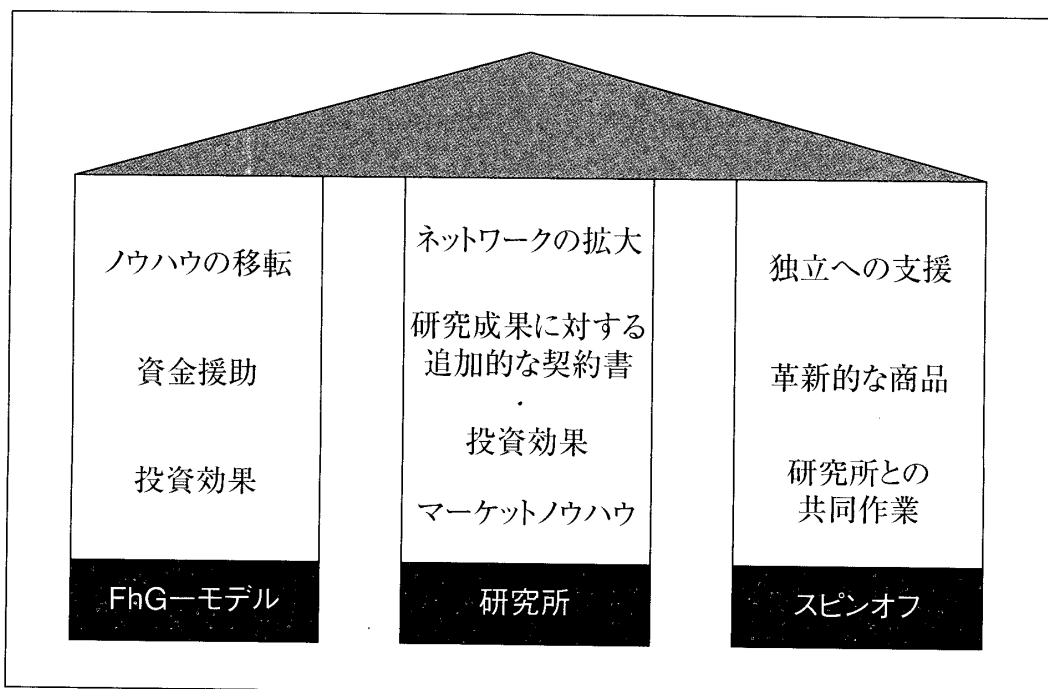 ノウハウの移転
資金援助
投資効果
FhGーモデル
ネットワークの拡大
研究成果に対する
追加的な契約書
投資効果
マーケットノウハウ
研究所
独立への支援
革新的な商品
研究所との
共同作業
スピンオフ